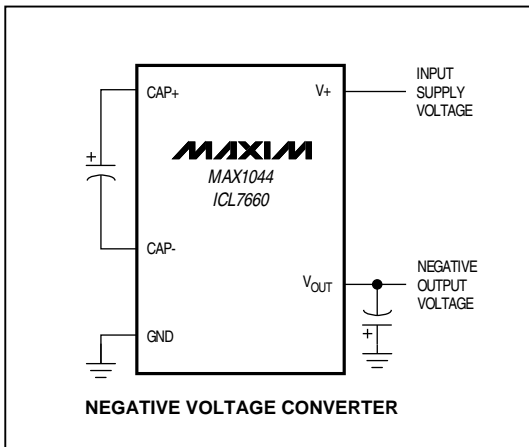 CAP+
V+
INPUT
SUPPLY
VOLTAGE
+
MAXIM
MAX1044
ICL7660
CAP-
VOUT
NEGATIVE
OUTPUT
VOLTAGE
GND
+
NEGATIVE VOLTAGE CONVERTER